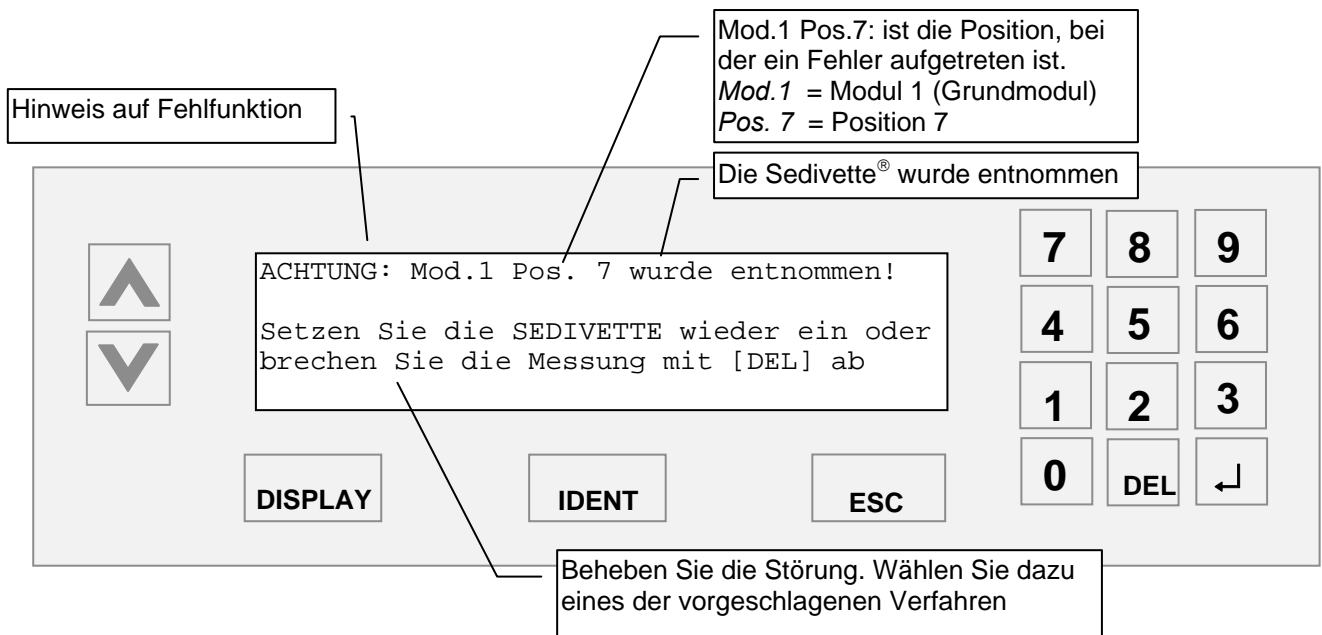 Mod.1 Pos.7: ist die Position, bei
der ein Fehler aufgetreten ist.
Mod.1 = Modul 1 (Grundmodul)
Pos. 7 = Position 7
Hinweis auf Fehlfunktion
Die Sedivette® wurde entnommen
ACHTUNG: Mod.1 Pos. 7 wurde entnommen!
Setzen Sie die SEDIVETTE wieder ein oder
brechen Sie die Messung mit [DEL] ab
7 8 9
4 5 6
1 2 3
0 DEL ↵
DISPLAY IDENT ESC
Beheben Sie die Störung. Wählen Sie dazu
eines der vorgeschlagenen Verfahren